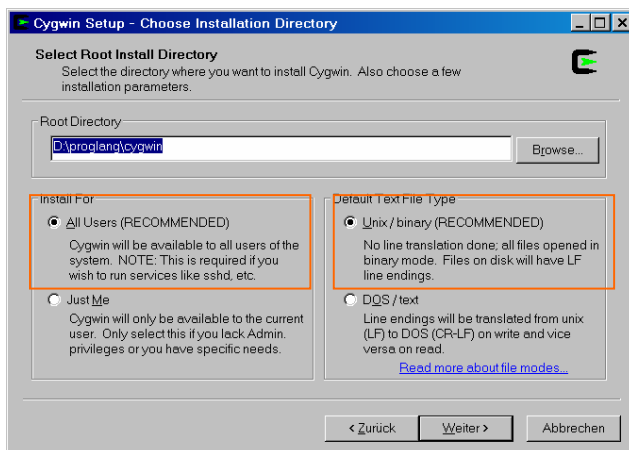 Cygwin Setup - Choose Installation Directory
Select Root Install Directory
Select the directory where you want to install Cygwin. Also choose a few
installation parameters.
Root Directory
D:\proglang\cygwin
Browse...
Install For
All Users (RECOMMENDED)
Cygwin will be available to all users of the
system. NOTE: This is required if you
wish to run services like sshd, etc.
Just Me
Cygwin will only be available to the current
user. Only select this if you lack Admin.
privileges or you have specific needs.
Default Text File Type
Unix / binary (RECOMMENDED)
No line translation done; all files opened in
binary mode. Files on disk will have LF
line endings.
DOS / text
Line endings will be translated from unix
(LF) to DOS (CR-LF) on write and vice
versa on read.
Read more about file modes...
< Zurück
Weiter >
Abbrechen